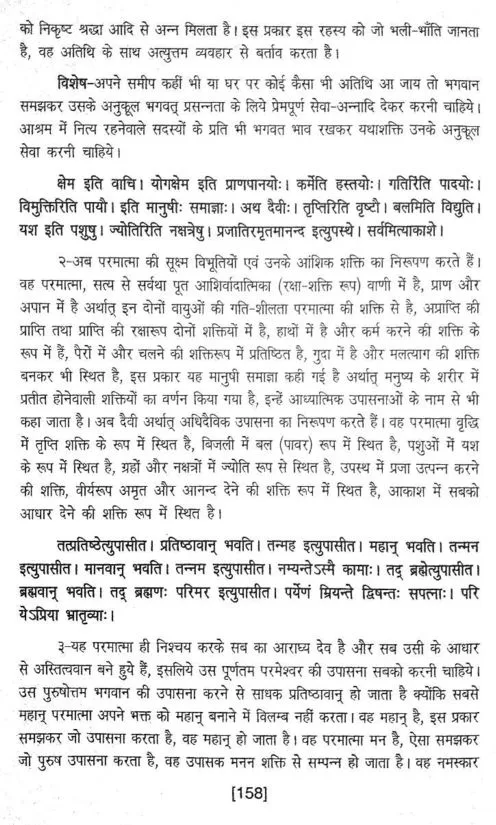 को निकृष्ट श्रद्धा आदि से अन्न मिलता है। इस प्रकार इस रहस्य को जो भली-भाँति जानता
है, वह अतिथि के साथ अत्युत्तम व्यवहार से बर्ताव करता है।
विशेष-अपने समीप कहीं भी या घर पर कोई कैसा भी अतिथि आ जाय तो भगवान
समझकर उसके अनुकूल भगवत् प्रसन्नता के लिये प्रेमपूर्ण सेवा-अन्नादि देकर करनी चाहिये।
आश्रम में नित्य रहनेवाले सदस्यों के प्रति भी भगवत भाव रखकर यथाशक्ति उनके अनुकूल
सेवा करनी चाहिये।
क्षेम इति वाचि। योगक्षेम इति प्राणपानयोः। कर्मेति हस्तयोः। गतिरिति पादयोः।
विमुक्तिरिति पायौ। इति मानुषीः समाज्ञाः। अथ दैवीः। तृप्तिरिति वृष्टौ। बलमिति विद्युति।
यश इति पशुषु। ज्योतिरिति नक्षत्रेषु। प्रजातिरमृतमानन्द इत्युपस्थे। सर्वमित्याकाशे।
२-अब परमात्मा की सूक्ष्म विभूतियों एवं उनके आंशिक शक्ति का निरूपण करते हैं।
वह परमात्मा, सत्य से सर्वथा पूत आशिर्वादात्मिका (रक्षा-शक्ति रूप) वाणी में है, प्राण और
अपान में है अर्थात् इन दोनों वायुओं की गति-शीलता परमात्मा की शक्ति से है, अप्राप्ति की
प्राप्ति तथा प्राप्ति की रक्षारूप दोनों शक्तियों में है, हाथों में है और कर्म करने की शक्ति के
रूप में हैं, पैरों में और चलने की शक्तिरूप में प्रतिष्ठित है, गुदा में है और मलत्याग की शक्ति
बनकर भी स्थित है, इस प्रकार यह मानुषी समाज्ञा कही गई है अर्थात् मनुष्य के शरीर में
प्रतीत होनेवाली शक्तियों का वर्णन किया गया है, इन्हें आध्यात्मिक उपासनाओं के नाम से भी
कहा जाता है। अब दैवी अर्थात् अधिदैविक उपासना का निरूपण करते हैं। वह परमात्मा वृद्धि
में तृप्ति शक्ति के रूप में स्थित है, बिजली में बल (पावर) रूप में स्थित है, पशुओं में यश
के रूप में स्थित है, ग्रहों और नक्षत्रों में ज्योति रूप से स्थित है, उपस्थ में प्रजा उत्पन्न करने
की शक्ति, वीर्यरूप अमृत और आनन्द देने की शक्ति रूप में स्थित है, आकाश में सबको
आधार देने की शक्ति रूप में स्थित है।
तत्प्रतिष्ठेत्युपासीत। प्रतिष्ठावान् भवति। तन्मह इत्युपासीत। महान् भवति। तन्मन
इत्युपासीत। मानवान् भवति। तन्नम इत्युपासीत। नम्यन्तेऽस्मै कामाः। तद् ब्रह्मेत्युपासीत।
ब्रह्मवान् भवति। तद् ब्रह्मणः परिमर इत्युपासीत। पर्येणं म्रियन्ते द्विषन्तः सपत्नाः। परि
येऽप्रिया भ्रातृव्याः।
३-यह परमात्मा ही निश्चय करके सब का आराध्य देव है और सब उसी के आधार
से अस्तित्ववान बने हुये हैं, इसलिये उस पूर्णतम परमेश्वर की उपासना सबको करनी चाहिये।
उस पुरुषोत्तम भगवान की उपासना करने से साधक प्रतिष्ठावान् हो जाता है क्योंकि सबसे
महान् परमात्मा अपने भक्त को महान् बनाने में विलम्ब नहीं करता। वह महान् है, इस प्रकार
समझकर जो उपासना करता है, वह महान् हो जाता है। वह परमात्मा मन है, ऐसा समझकर
जो पुरुष उपासना करता है, वह उपासक मनन शक्ति से सम्पन्न हो जाता है। वह नमस्कार
[158]